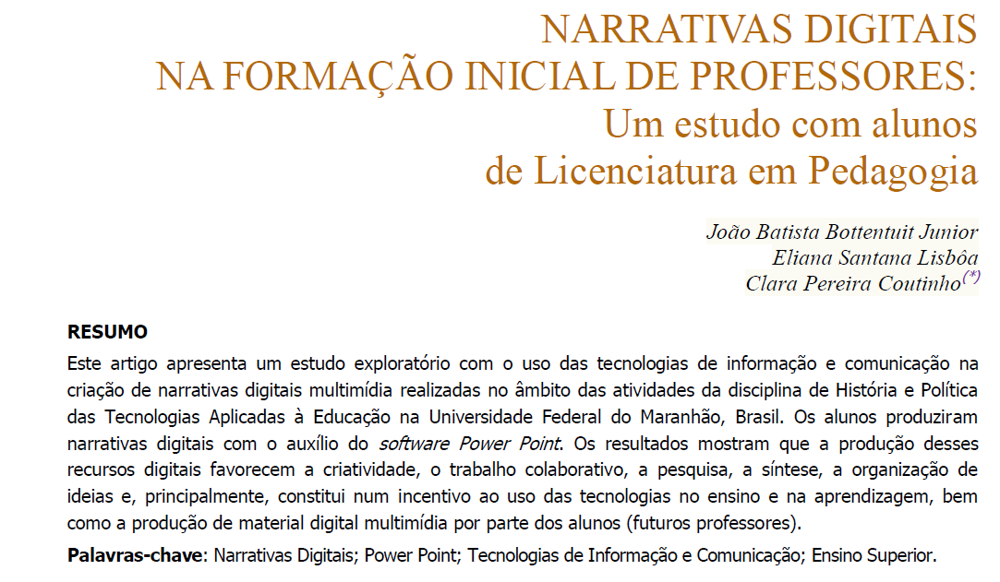 NARRATIVAS DIGITAIS
NA FORMAÇÃO INICIAL DE PROFESSORES:
Um estudo com alunos
de Licenciatura em Pedagogia
João Batista Bottentuit Junior
Eliana Santana Lisbôa
Clara Pereira Coutinho(*)
RESUMO
Este artigo apresenta um estudo exploratório com o uso das tecnologias de informação e comunicação na
criação de narrativas digitais multimídia realizadas no âmbito das atividades da disciplina de História e Política
das Tecnologias Aplicadas à Educação na Universidade Federal do Maranhão, Brasil. Os alunos produziram
narrativas digitais com o auxílio do software Power Point. Os resultados mostram que a produção desses
recursos digitais favorecem a criatividade, o trabalho colaborativo, a pesquisa, a síntese, a organização de
ideias e, principalmente, constitui num incentivo ao uso das tecnologias no ensino e na aprendizagem, bem
como a produção de material digital multimídia por parte dos alunos (futuros professores).
Palavras-chave: Narrativas Digitais; Power Point; Tecnologias de Informação e Comunicação; Ensino Superior.